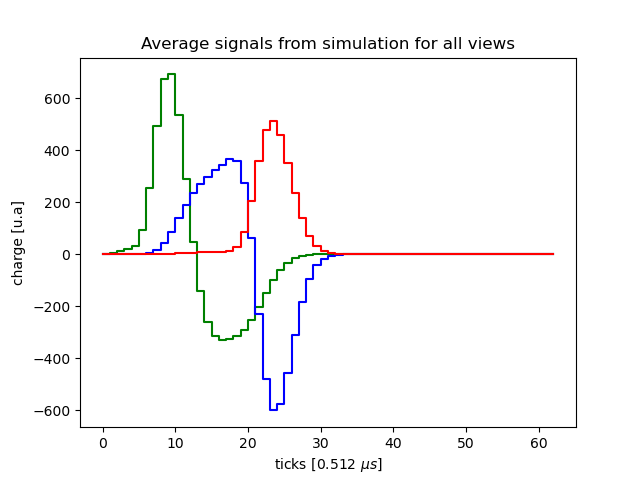 Average signals from simulation for all views
charge [u.a]
600
400
200
0
−200
−400
−600
0 10 20 30 40 50 60
ticks [0.512 μs]